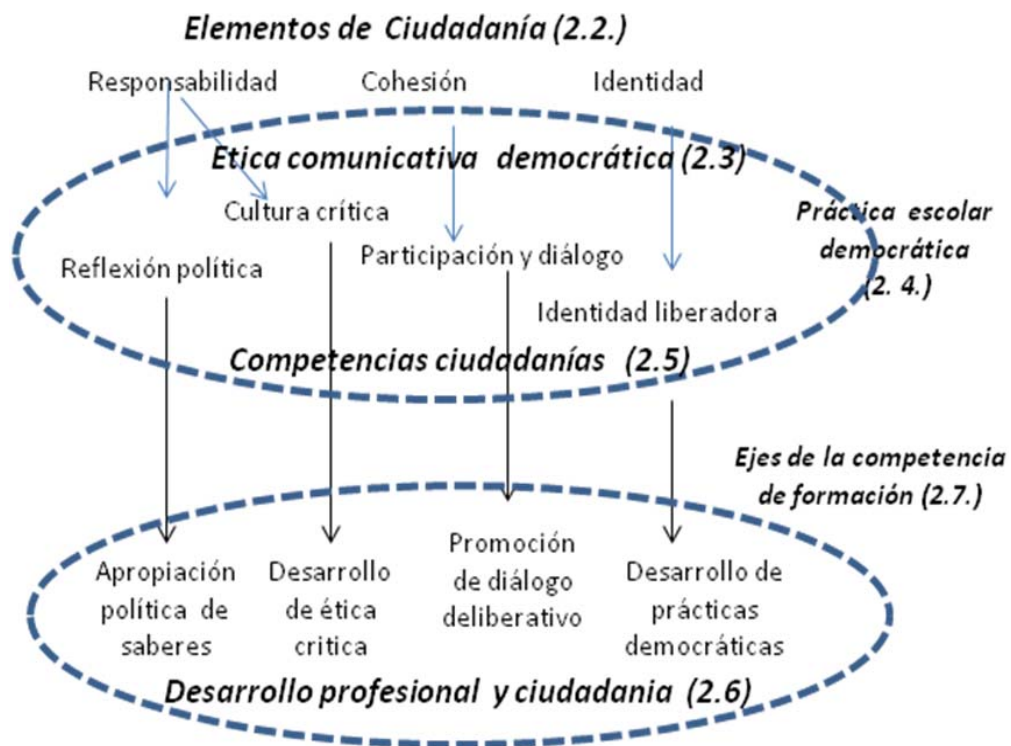 Elementos de Ciudadanía (2.2.)
Responsabilidad
Cohesión
Identidad
Etica comunicativa democrática (2.3)
Cultura crítica
Práctica escolar
democrática
(2. 4.)
Participación y diálogo
Reflexión política
Identidad liberadora
Competencias ciudadanías (2.5)
Ejes de la competencia
de formación (2.7.)
Apropiación
política de
saberes
Desarrollo
de ética
critica
Promoción
de diálogo
deliberativo
Desarrollo de
prácticas
democráticas
Desarrollo profesional y ciudadania (2.6)